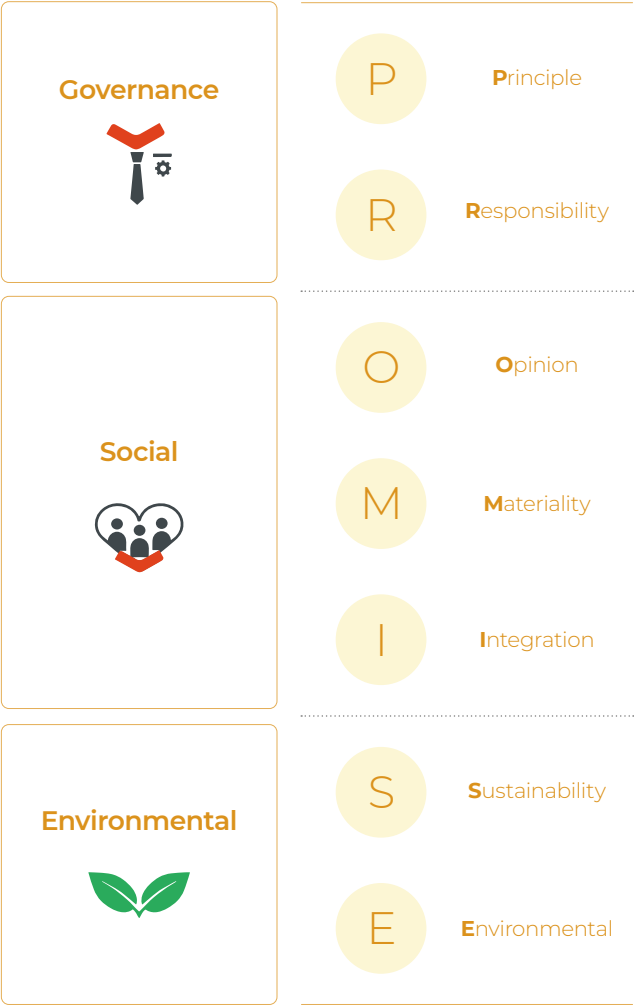 Governance
P
Principle
R
Responsibility
Social
O
Opinion
M
Materiality
I
Integration
Environmental
S
Sustainability
E
Environmental